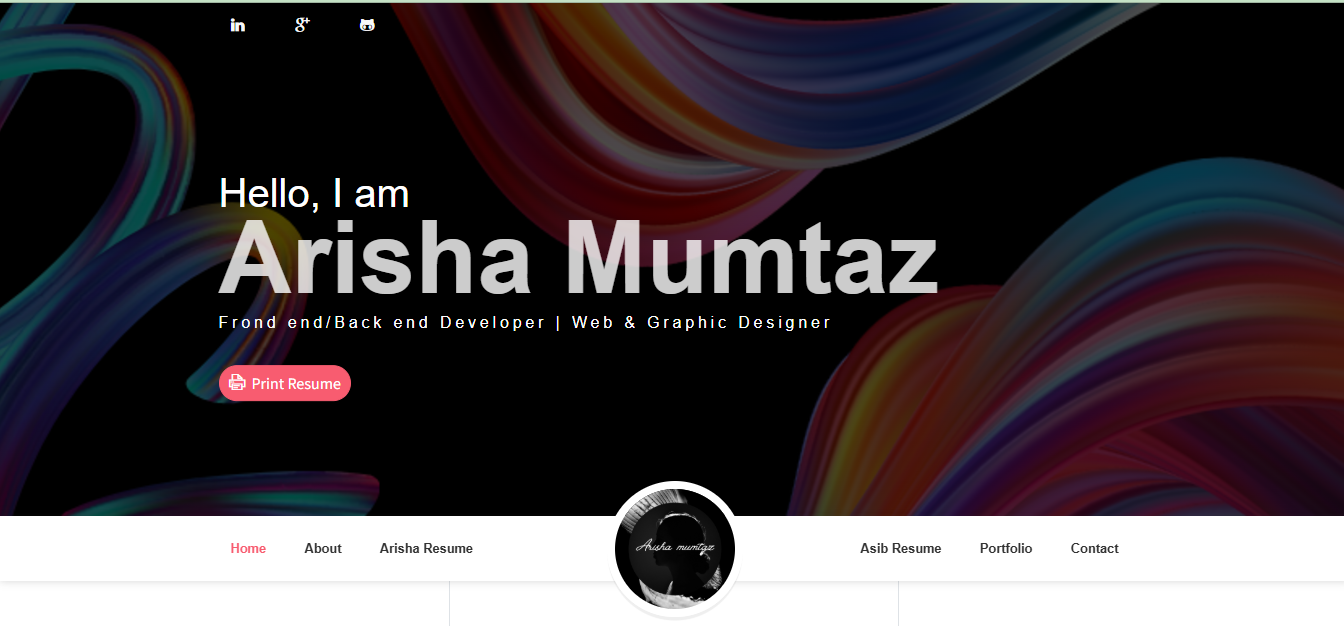 Hello, I am
Arisha Mumtaz
Frond end/Back end Developer | Web & Graphic Designer
Print Resume
Home About Arisha Resume Arisha mumtaz Asib Resume Portfolio Contact